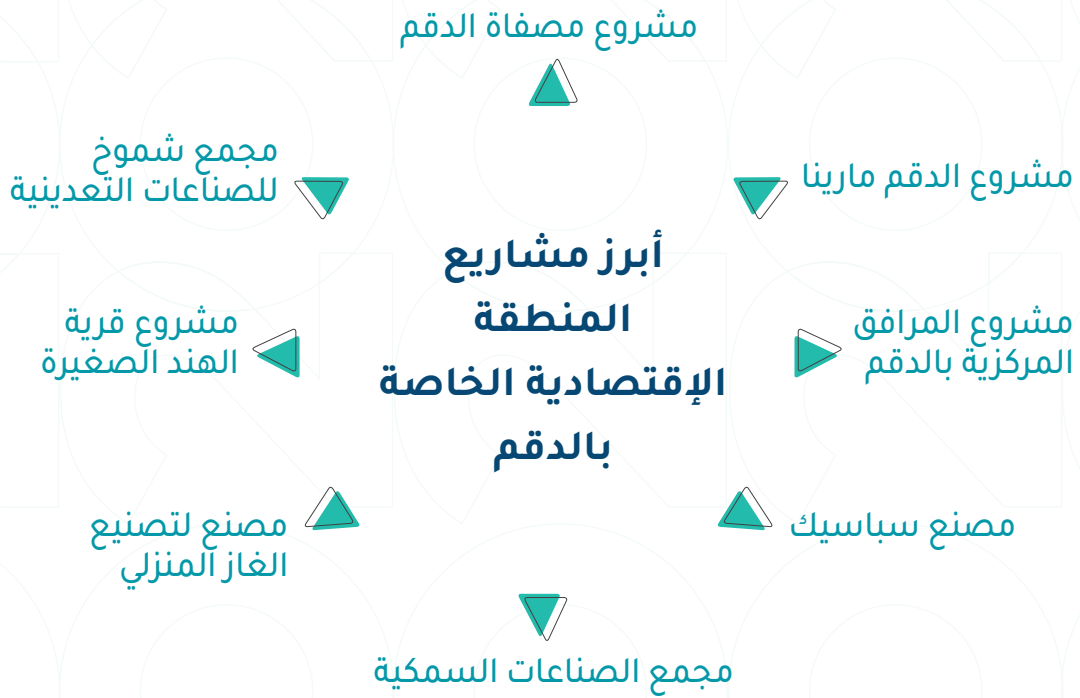 مشروع مصفاة الدقم
مشروع الدقم مارينا
مجمع شموخ
للصناعات التعدينية
أبرز مشاريع
المنطقة
الإقتصادية الخاصة
بالدقم
مشروع المرافق
المركزية بالدقم
مشروع قرية
الهند الصغيرة
مصنع سباسيك
مصنع لتصنيع
الغاز المنزلي
مجمع الصناعات السمكية